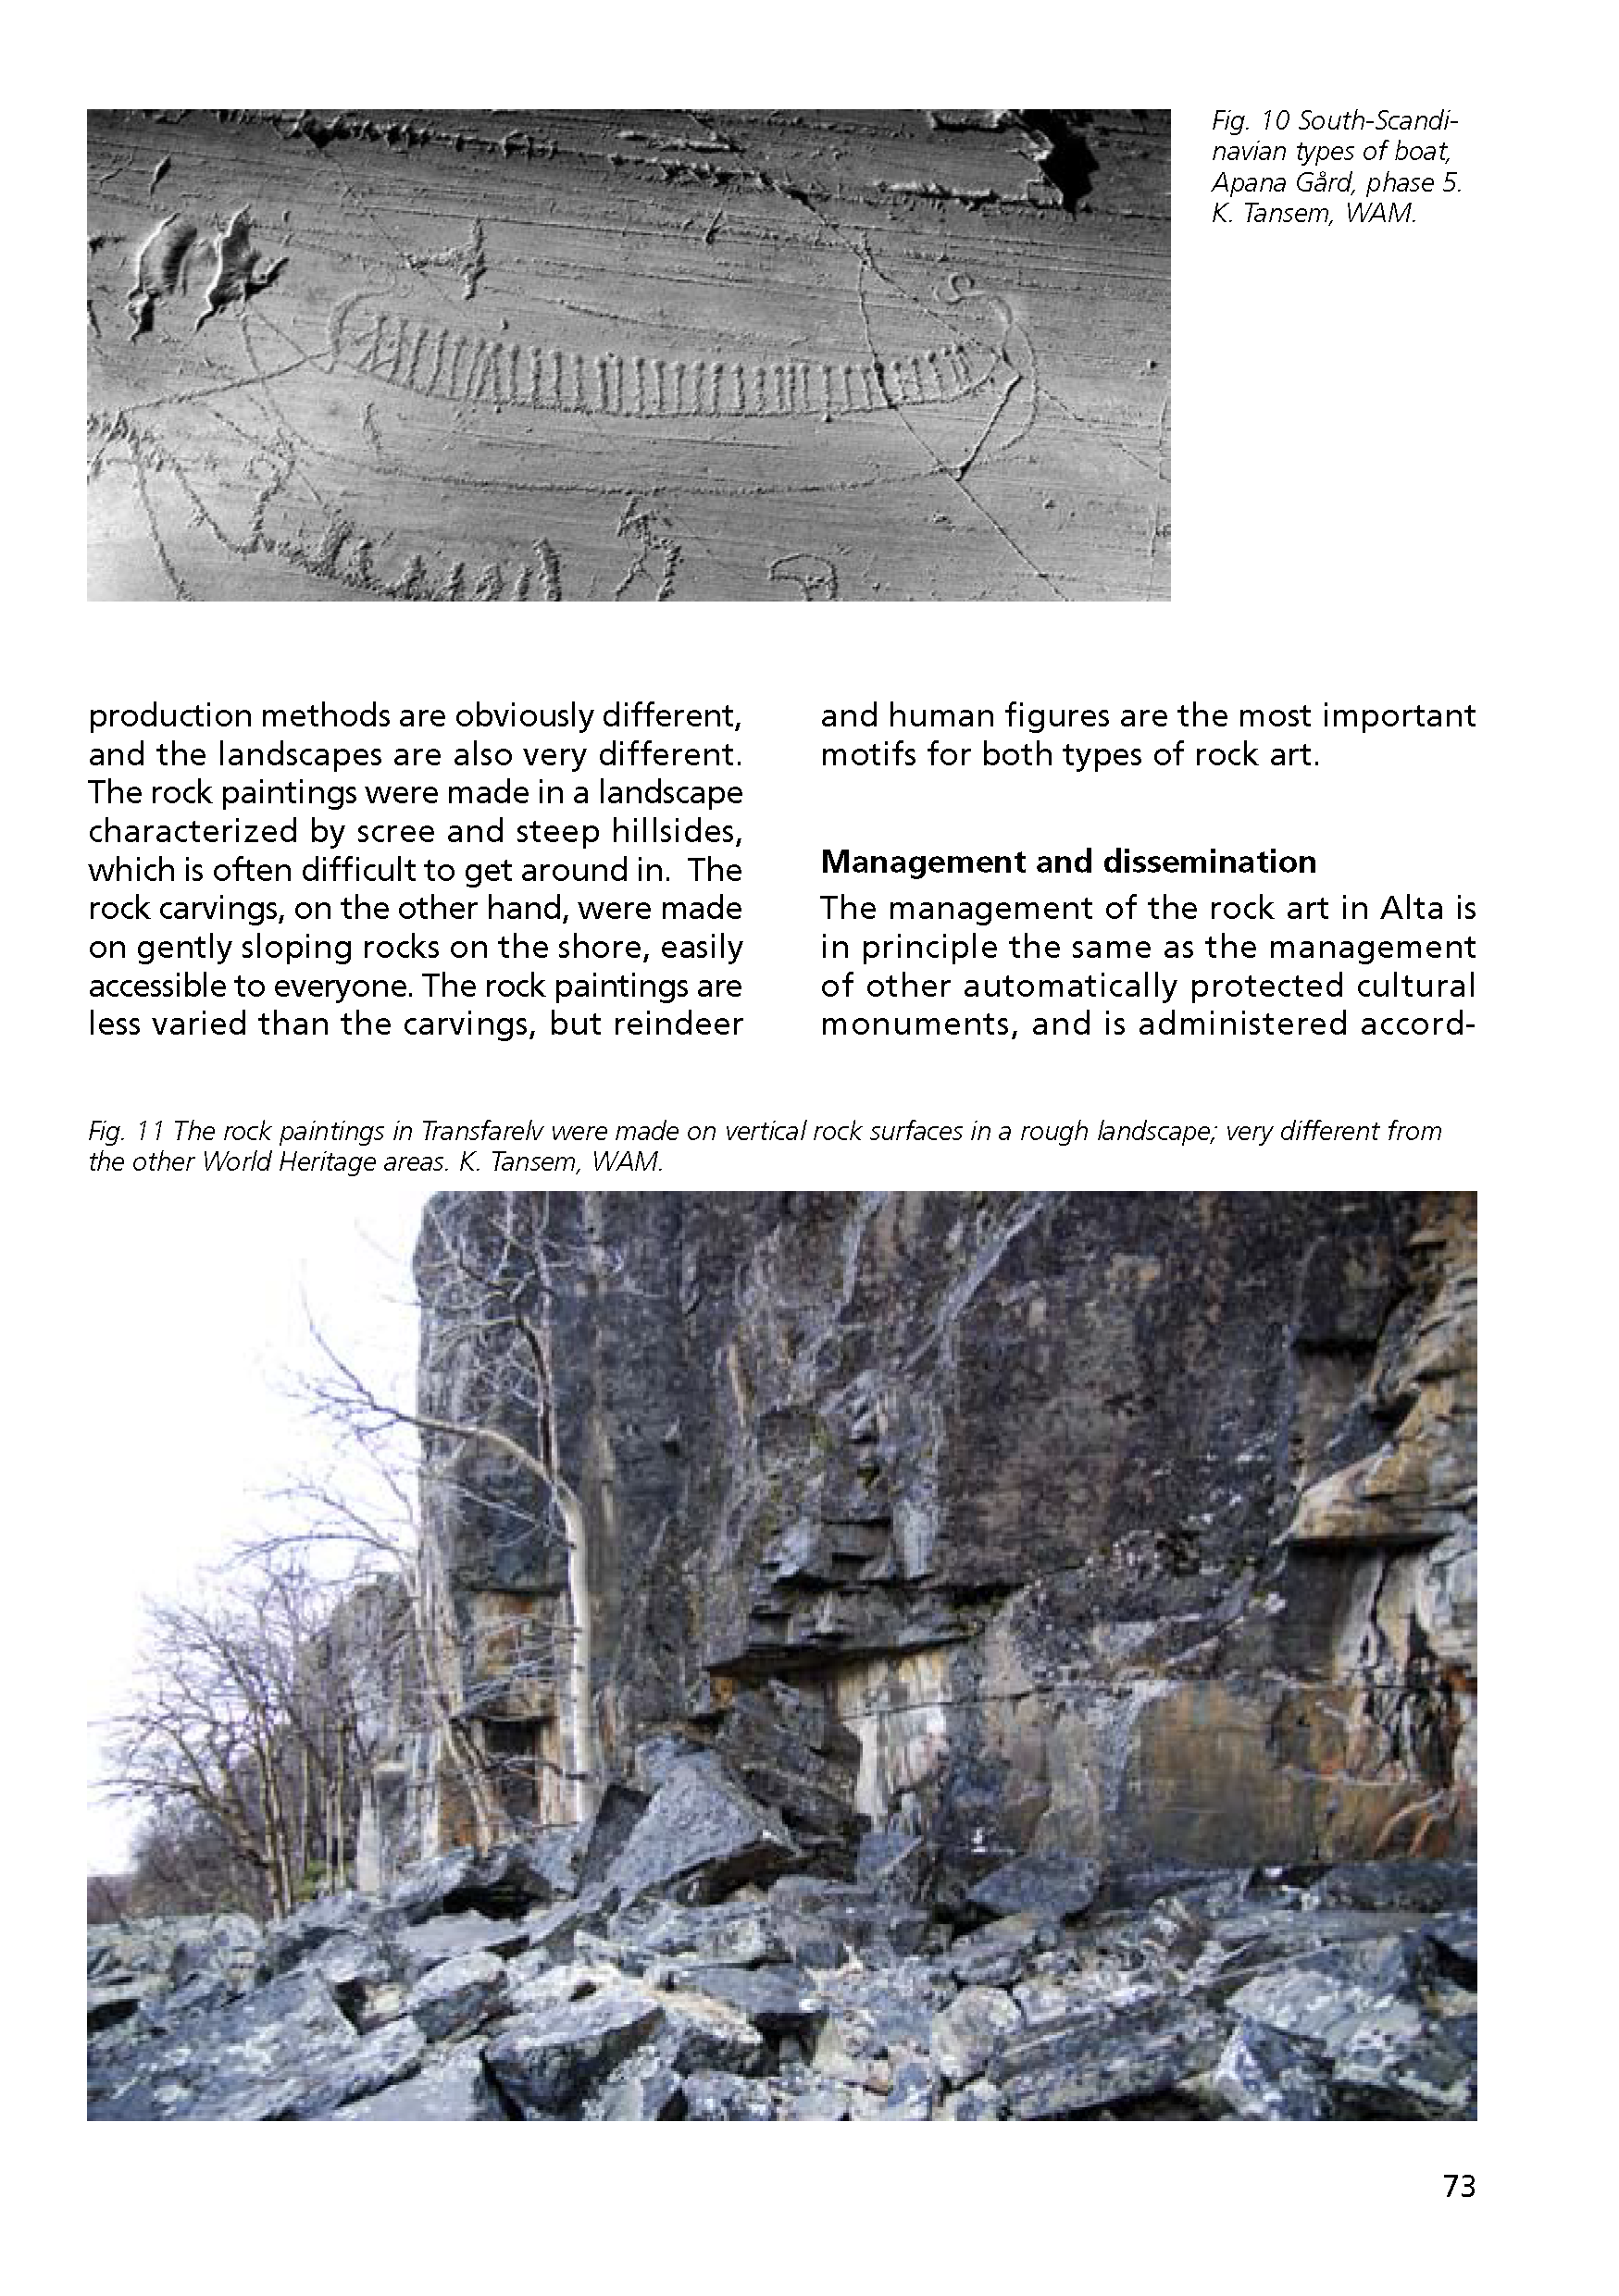 Fig. 10 South-Scandi-
navian types of boat,
Apana Gård, phase 5.
K. Tansem, WAM.
production methods are obviously different,
and the landscapes are also very different.
The rock paintings were made in a landscape
characterized by scree and steep hillsides,
which is often difficult to get around in. The
rock carvings, on the other hand, were made
on gently sloping rocks on the shore, easily
accessible to everyone. The rock paintings are
less varied than the carvings, but reindeer
and human figures are the most important
motifs for both types of rock art.
Management and dissemination
The management of the rock art in Alta is
in principle the same as the management
of other automatically protected cultural
monuments, and is administered accord-
Fig. 11 The rock paintings in Transfarelv were made on vertical rock surfaces in a rough landscape; very different from
the other World Heritage areas. K. Tansem, WAM.
73